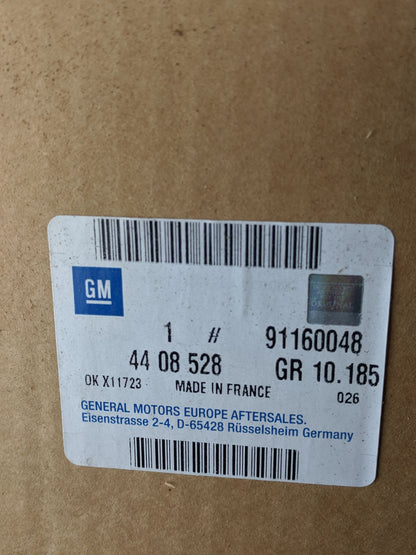 GM
1 # 91160048
44 08 528 GR 10.185
OK X11723 MADE IN FRANCE 026
GENERAL MOTORS EUROPE AFTERSALES.
Eisenstrasse 2-4, D-65428 Rüsselsheim Germany